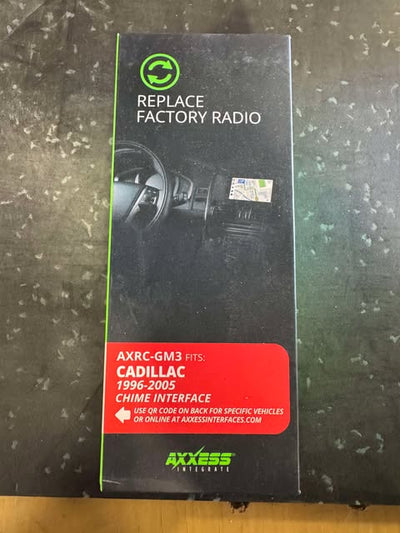 REPLACE
FACTORY RADIO
AXRC-GM3 FITS:
CADILLAC
1996-2005
CHIME INTERFACE
USE QR CODE ON BACK FOR SPECIFIC VEHICLES
OR ONLINE AT AXXESSINTERFACES.COM
AXXESS
INTEGRATE